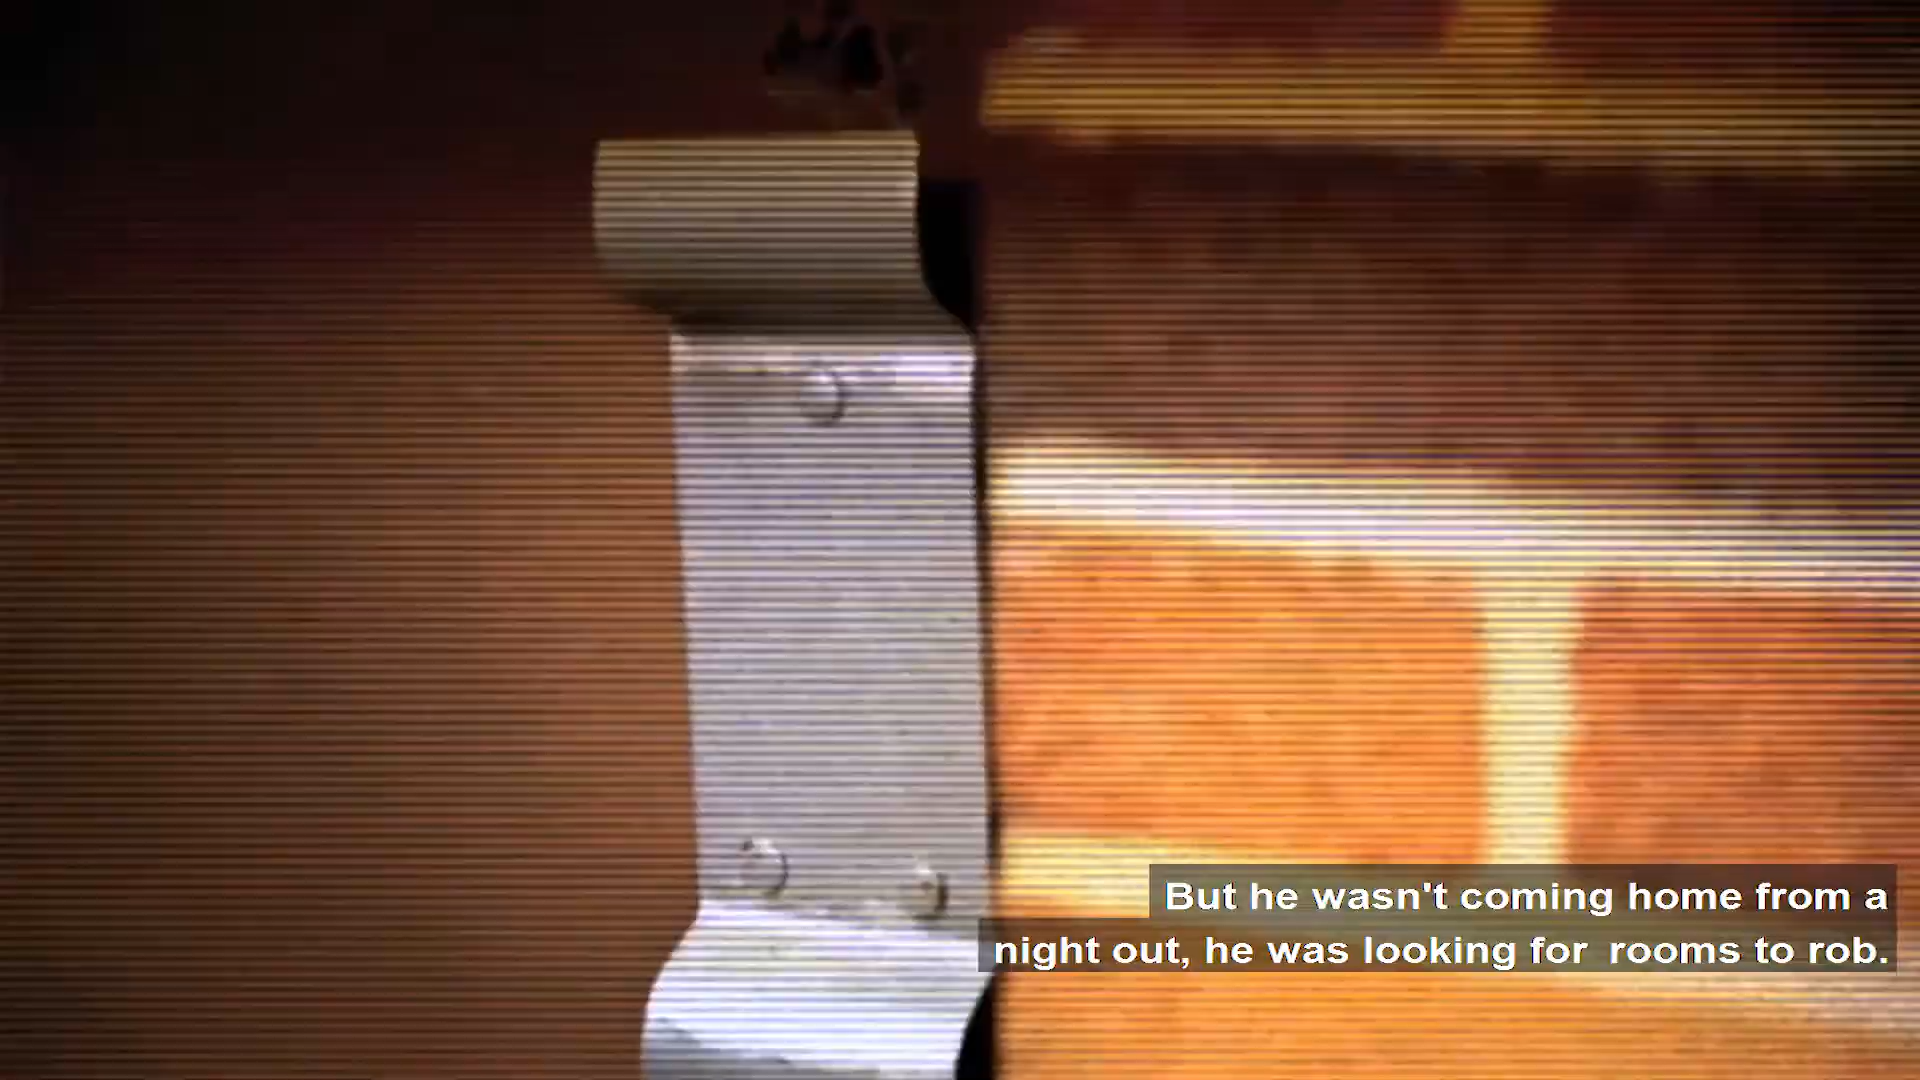 But he wasn't coming home from a
night out, he was looking for  rooms to rob.